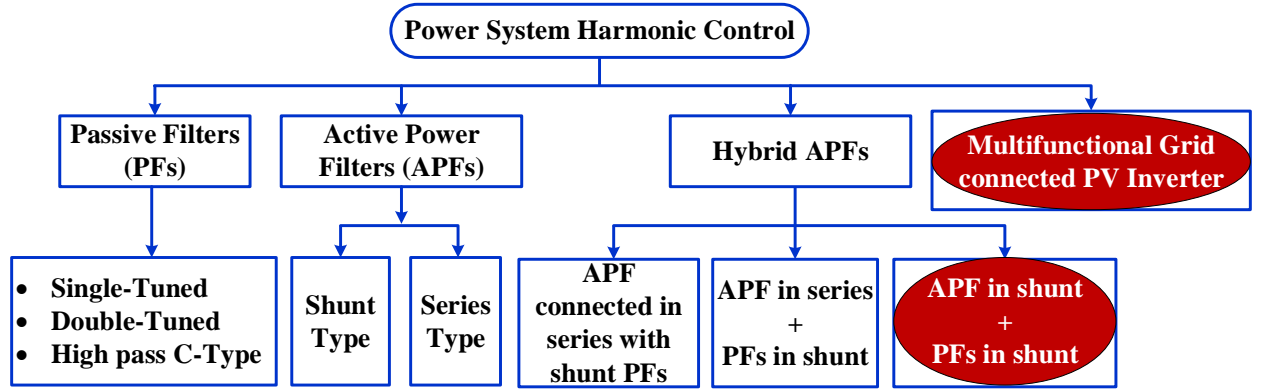 Power System Harmonic Control
Passive Filters
(PFs)
Active Power
Filters (APFs)
Hybrid APFs
Multifunctional Grid
connected PV Inverter
• Single-Tuned
• Double-Tuned
• High pass C-Type
Shunt
Type
Series
Type
APF
connected in
series with
shunt PFs
APF in series
+
PFs in shunt
APF in shunt
+
PFs in shunt